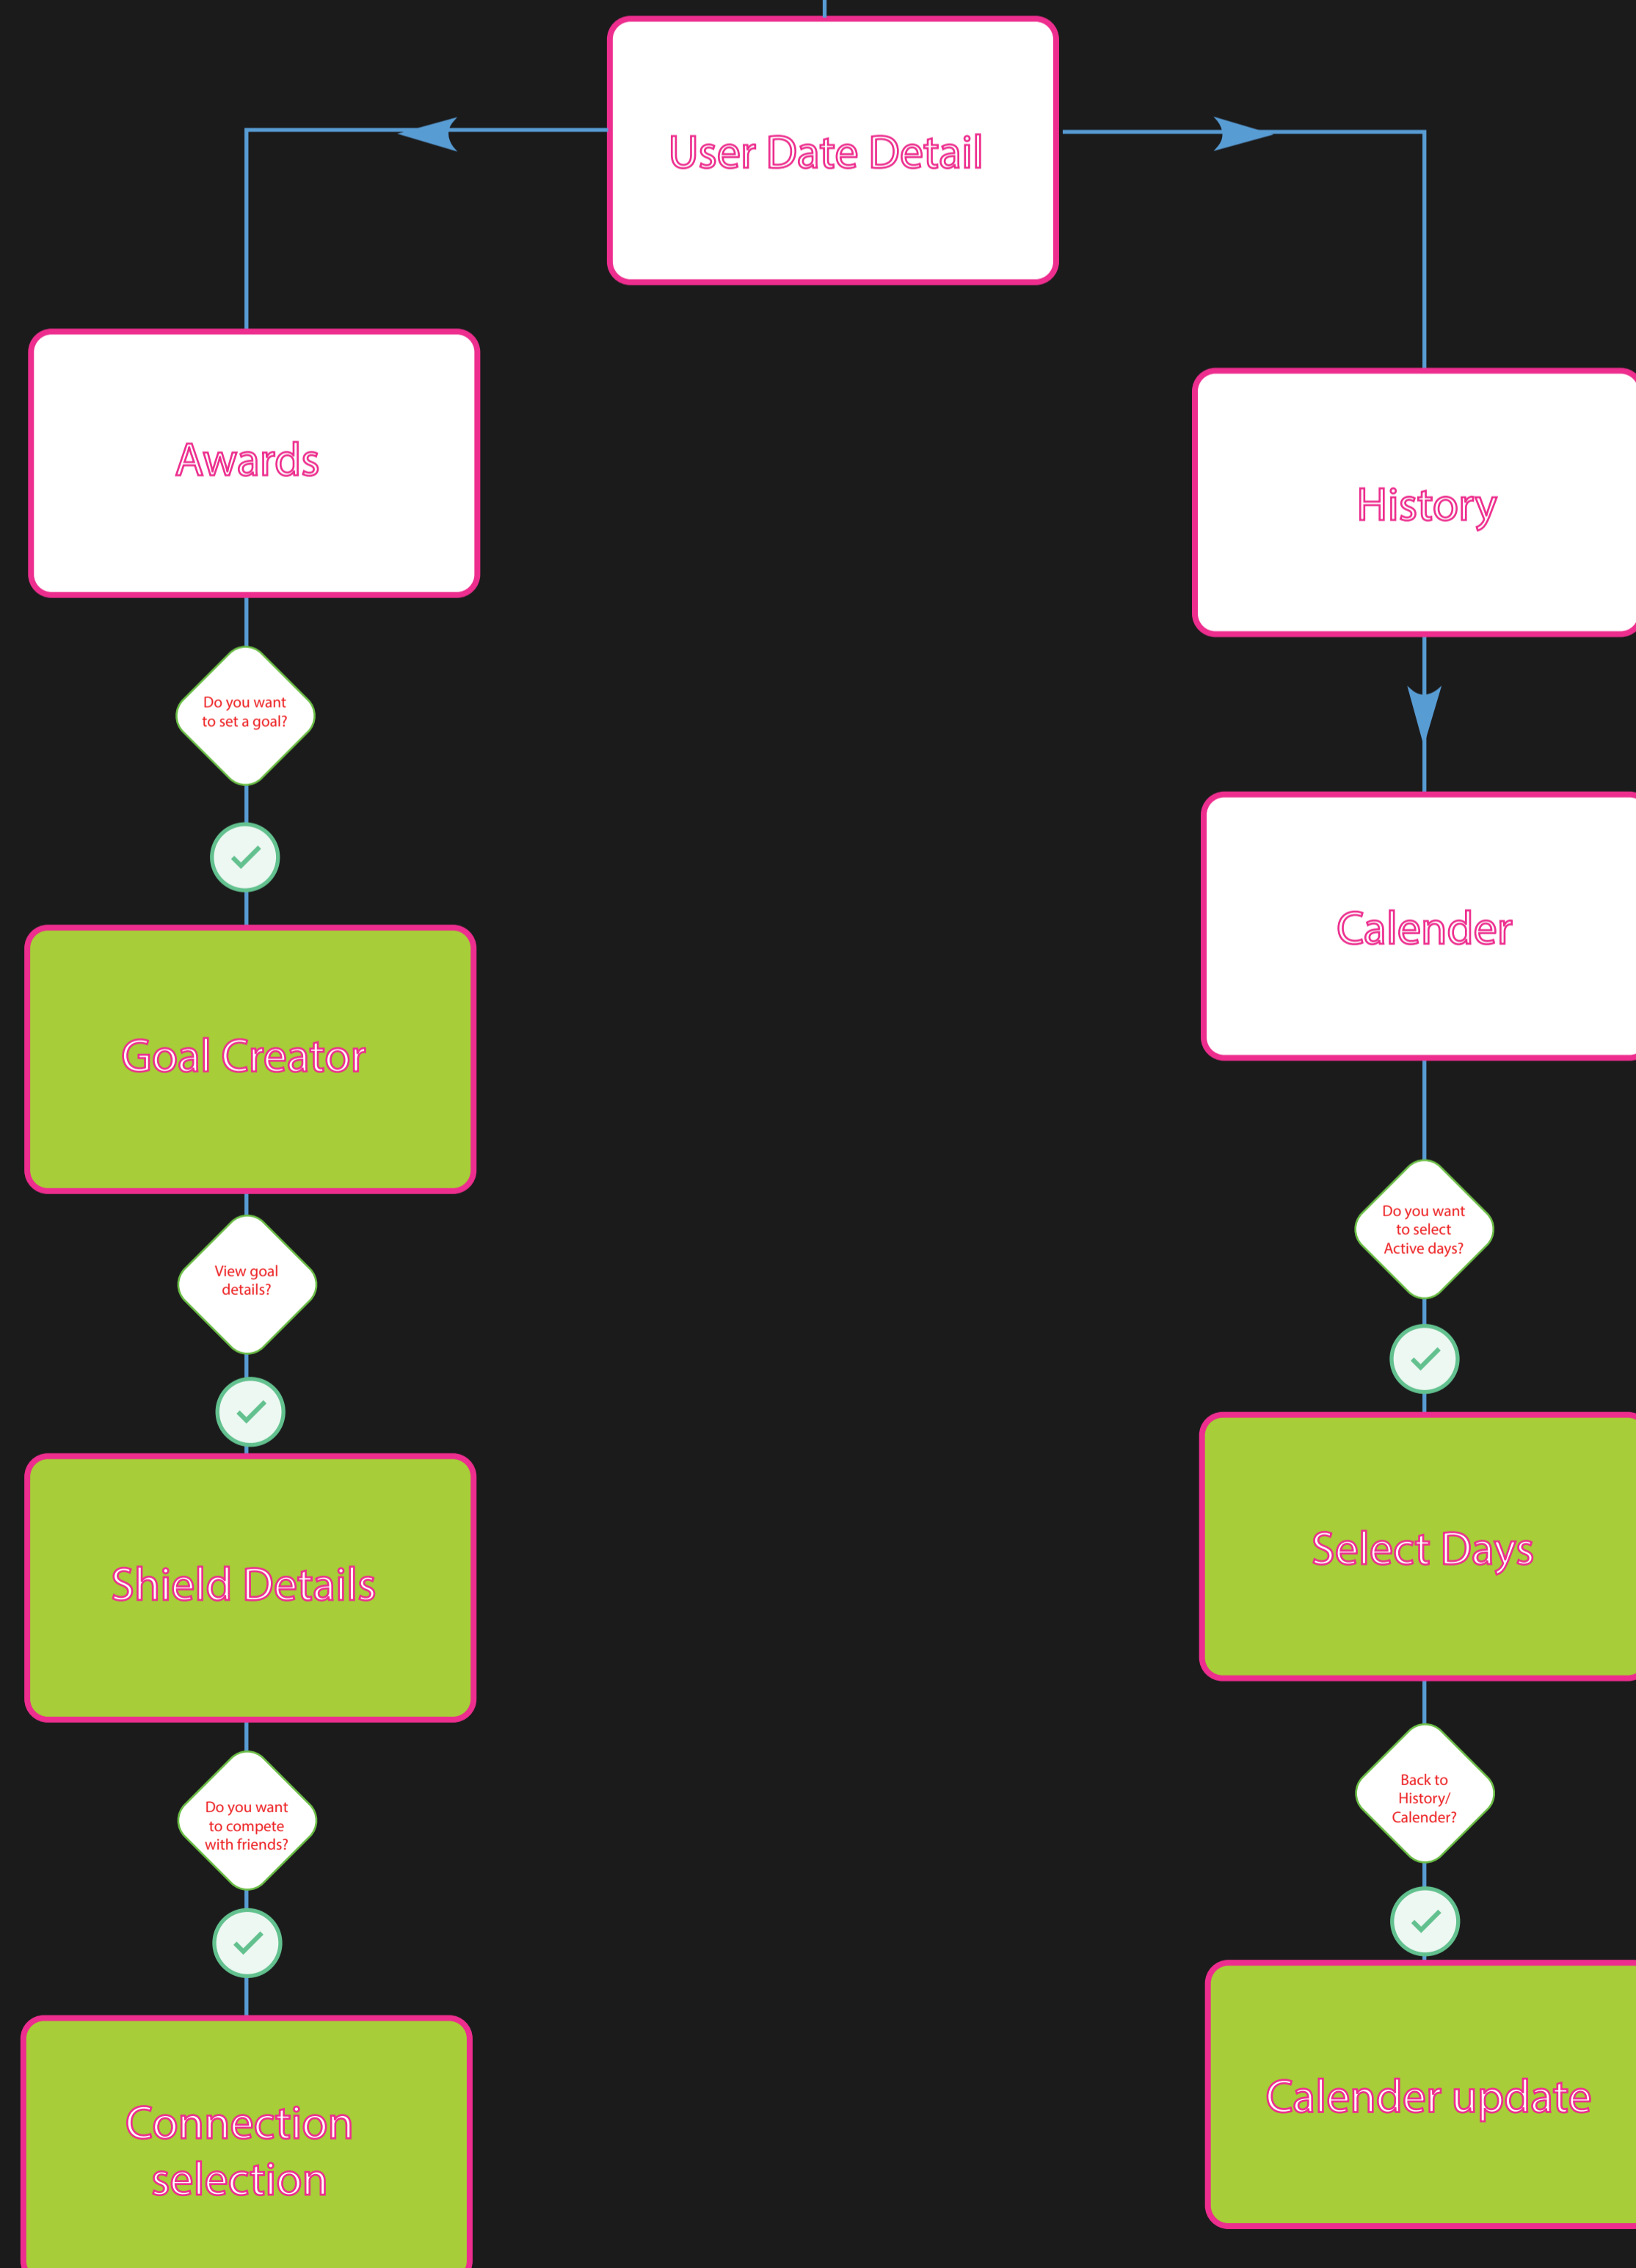 User Date Detail
Awards
History
Do you want
to set a goal?
Calender
Goal Creator
Do you want
to select
Active days?
View goal
details?
Select Days
Shield Details
Back to
History/
Calender?
Do you want
to compete
with friends?
Calender update
Connection
selection